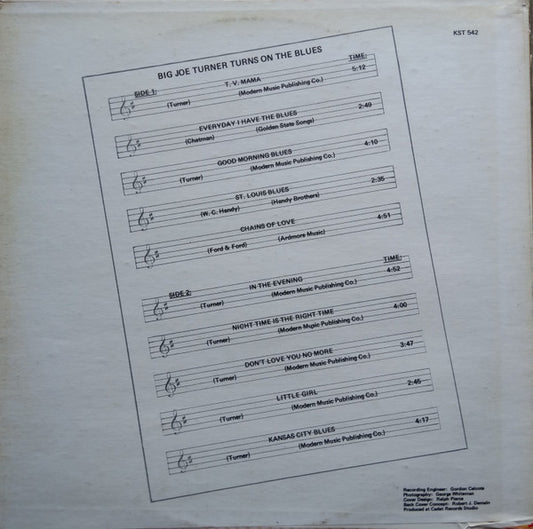 KST 542
BIG JOE TURNER TURNS ON THE BLUES
SIDE 1: T. V. MAMA TIME:
(Turner) (Modern Music Publishing Co.) 5:12
EVERYDAY I HAVE THE BLUES
(Chatman) (Golden State Songs) 2:49
GOOD MORNING BLUES
(Turner) (Modern Music Publishing Co.) 4:10
ST. LOUIS BLUES
(W. C. Handy) (Handy Brothers) 2:35
CHAINS OF LOVE
(Ford & Ford) (Ardmore Music) 4:51
SIDE 2: IN THE EVENING TIME:
(Turner) (Modern Music Publishing Co.) 4:52
NIGHT TIME IS THE RIGHT TIME
(Turner) (Modern Music Publishing Co.) 4:00
DON'T LOVE YOU NO MORE
(Turner) (Modern Music Publishing Co.) 3:47
LITTLE GIRL
(Turner) (Modern Music Publishing Co.) 2:45
KANSAS CITY BLUES
(Turner) (Modern Music Publishing Co.) 4:17
Recording Engineer: Gordon
Photography: George Whiteman
Cover Design: Ralph Pierce
Back Cover Concept: Robert J.
Produced at Cadet Records Studio